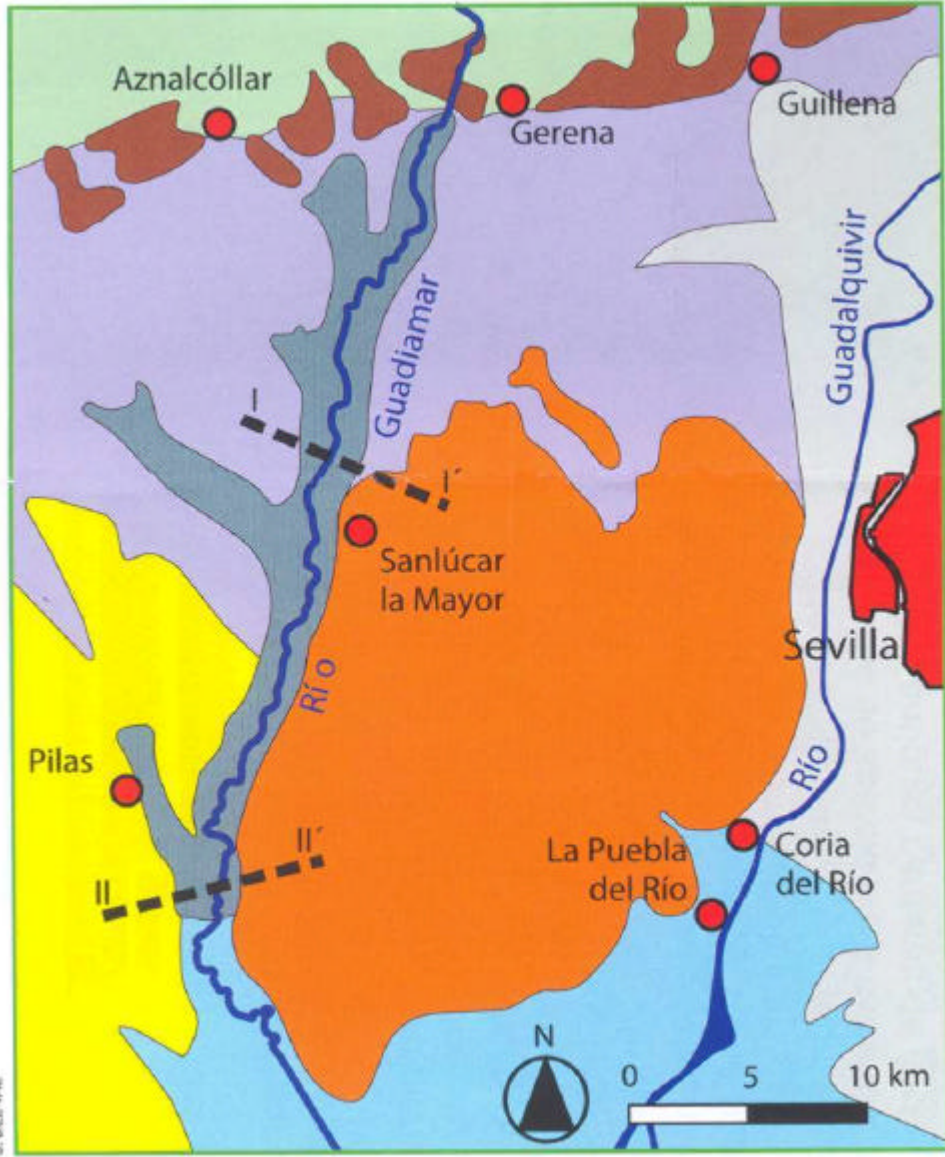 Aznalcóllar
Gerena
Guillena
Guadiamar
Río
Guadalquivir
Río
I
I´
Sanlúcar
la Mayor
Sevilla
Pilas
II
II´
La Puebla
del Río
Coria
del Río
N
0 5 10 km